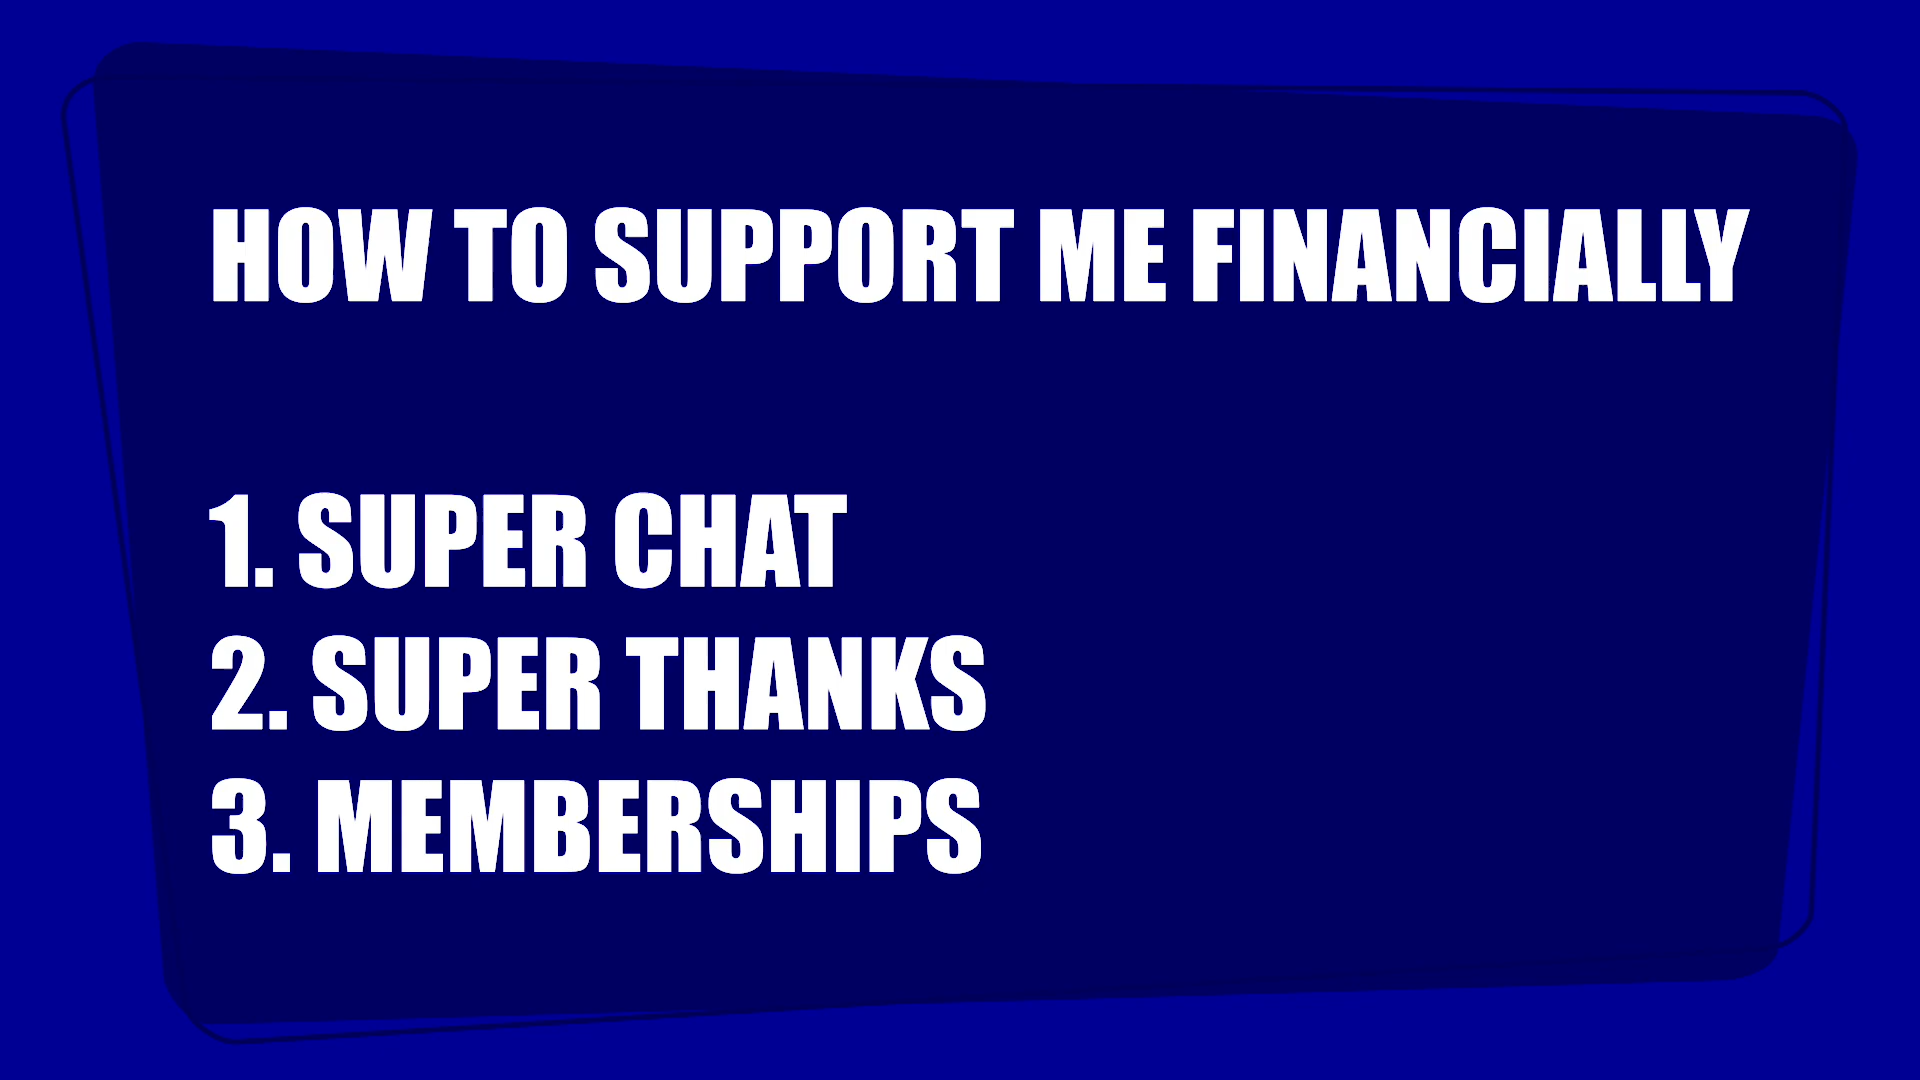 HOW TO SUPPORT ME FINANCIALLY
1. SUPER CHAT
2. SUPER THANKS
3. MEMBERSHIPS